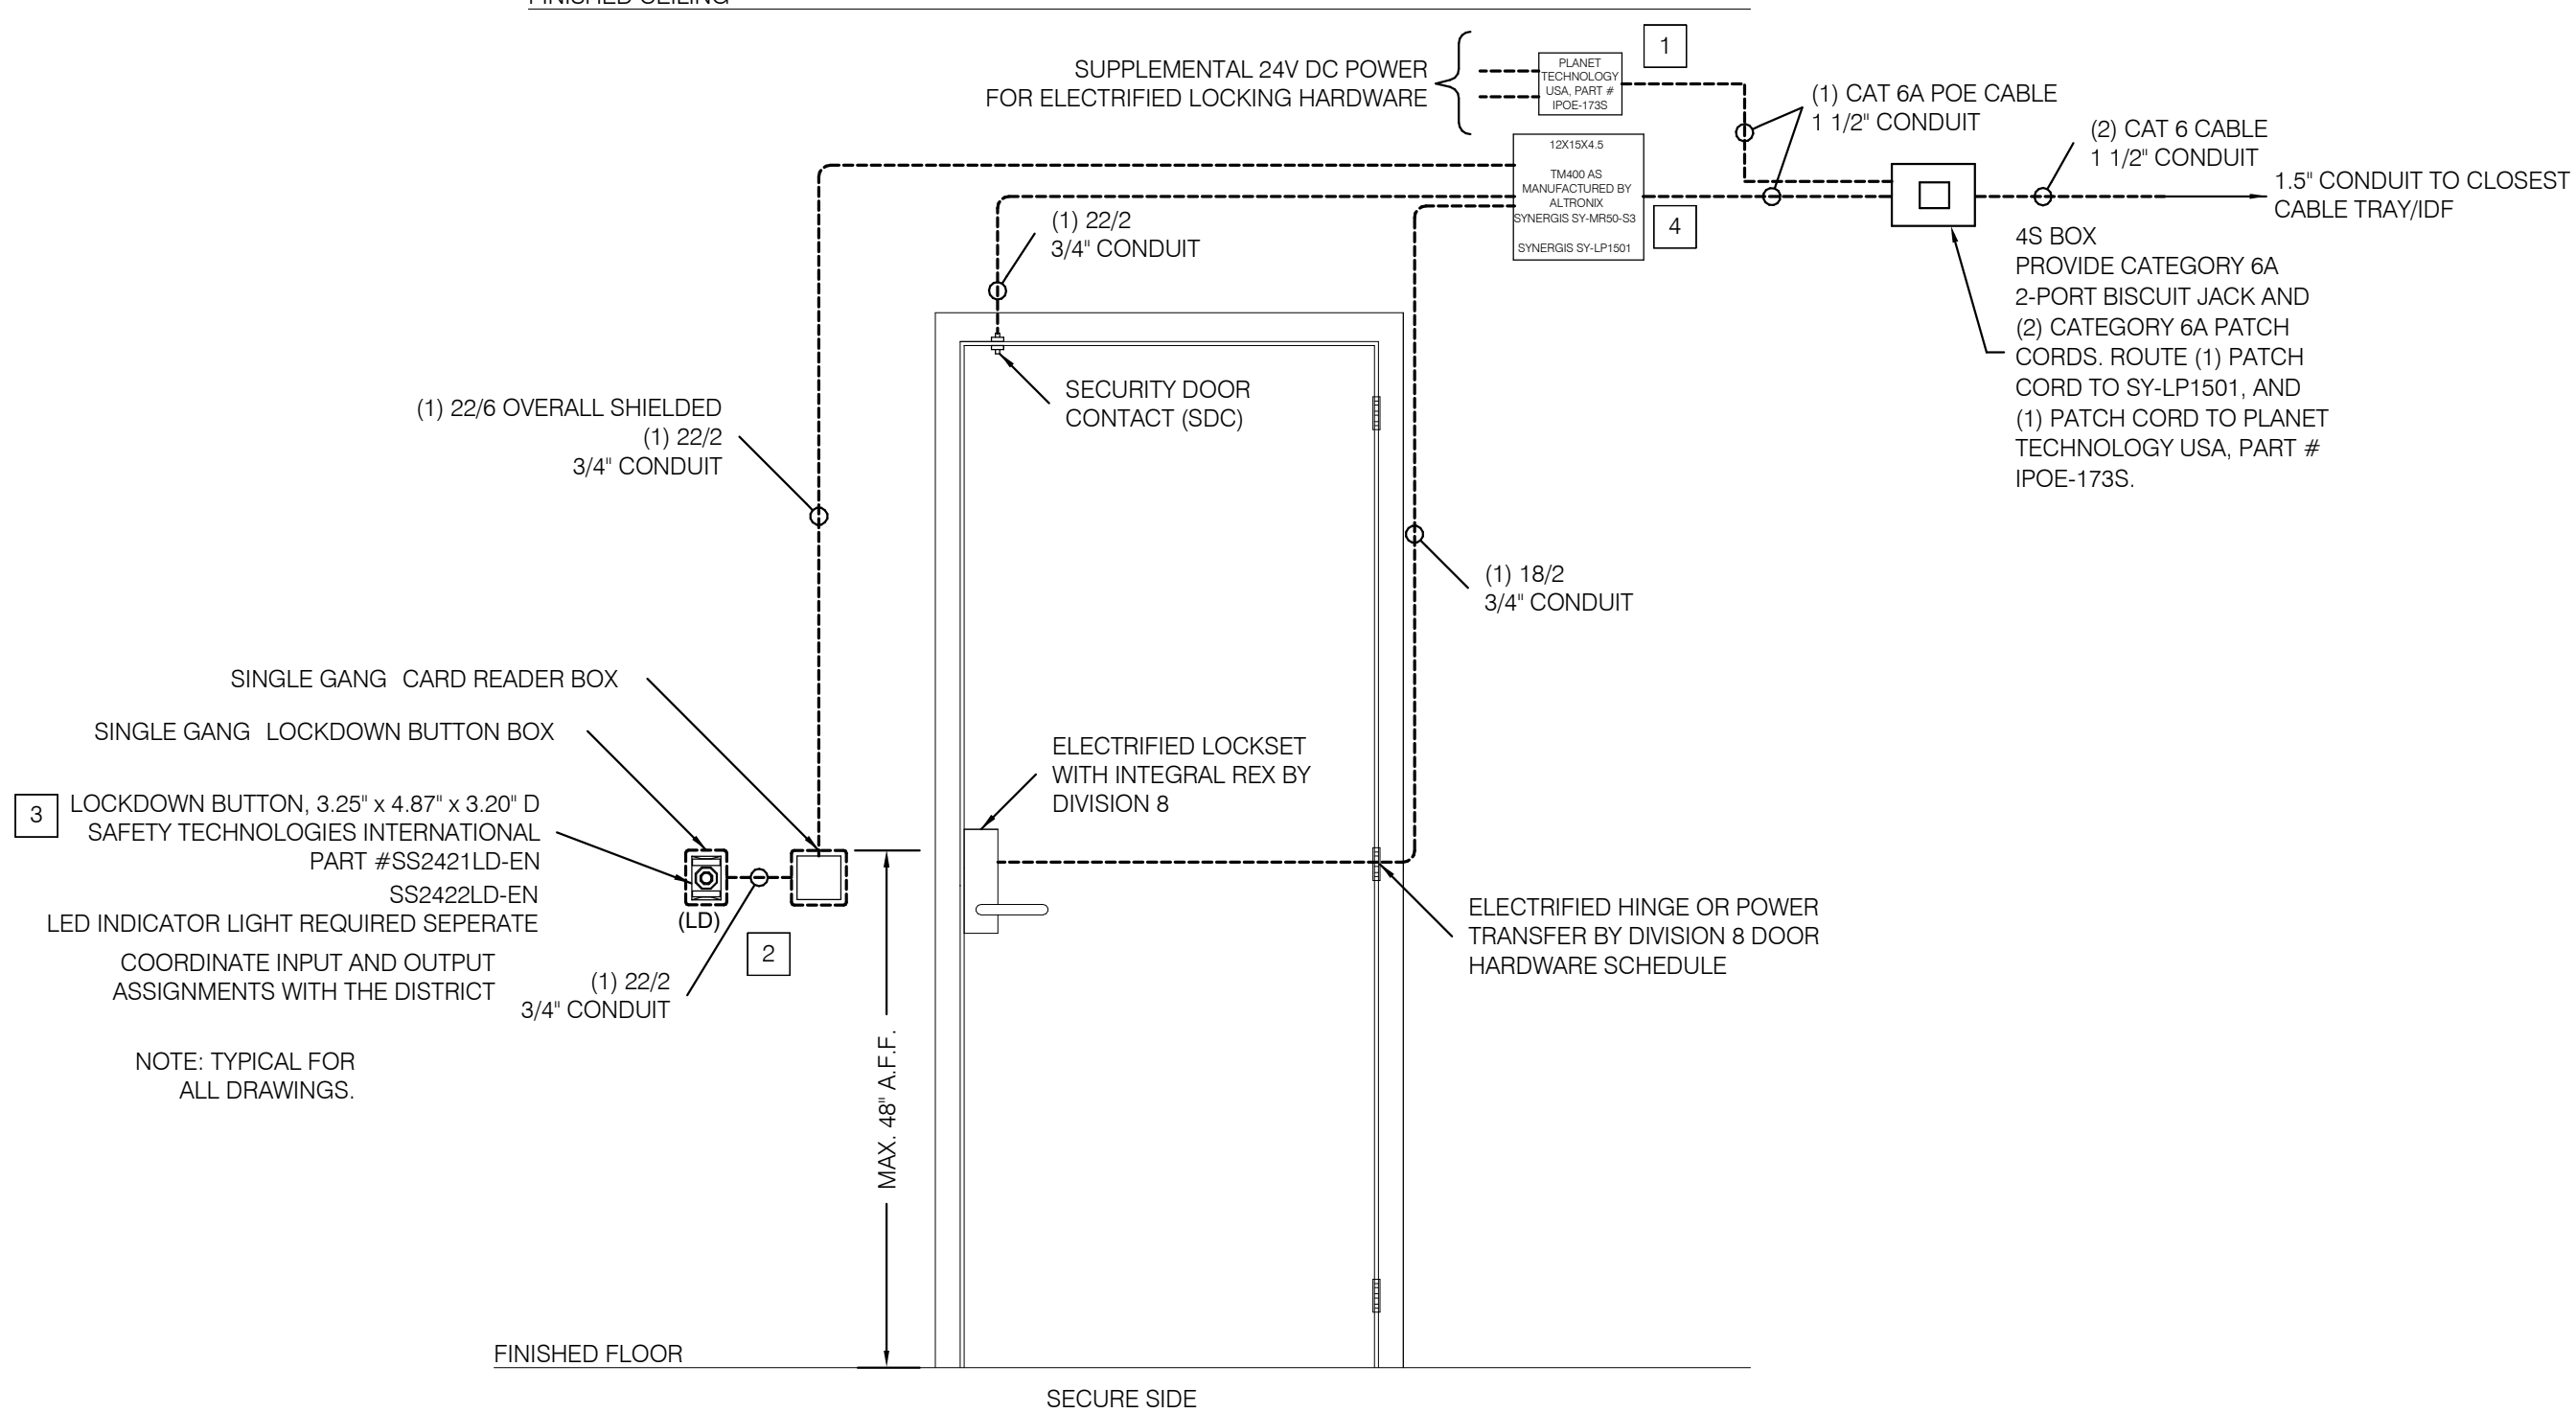 FINISHED CEILING
SUPPLEMENTAL 24V DC POWER
FOR ELECTRIFIED LOCKING HARDWARE
PLANET
TECHNOLOGY
USA, PART #
IPOE-173S
1
(1) CAT 6A POE CABLE
1 1/2" CONDUIT
(2) CAT 6 CABLE
1 1/2" CONDUIT
1.5" CONDUIT TO CLOSEST
CABLE TRAY/IDF
12X15X4.5
TM400 AS
MANUFACTURED BY
ALTRONIX
SYNERGIS SY-MR50-S3
SYNERGIS SY-LP1501
4
4S BOX
PROVIDE CATEGORY 6A
2-PORT BISCUIT JACK AND
(2) CATEGORY 6A PATCH
CORDS. ROUTE (1) PATCH
CORD TO SY-LP1501, AND
(1) PATCH CORD TO PLANET
TECHNOLOGY USA, PART #
IPOE-173S.
(1) 22/2
3/4" CONDUIT
SECURITY DOOR
CONTACT (SDC)
(1) 22/6 OVERALL SHIELDED
(1) 22/2
3/4" CONDUIT
(1) 18/2
3/4" CONDUIT
SINGLE GANG CARD READER BOX
SINGLE GANG LOCKDOWN BUTTON BOX
ELECTRIFIED LOCKSET
WITH INTEGRAL REX BY
DIVISION 8
3
LOCKDOWN BUTTON, 3.25" x 4.87" x 3.20" D
SAFETY TECHNOLOGIES INTERNATIONAL
PART #SS2421LD-EN
SS2422LD-EN
LED INDICATOR LIGHT REQUIRED SEPERATE
COORDINATE INPUT AND OUTPUT
ASSIGNMENTS WITH THE DISTRICT
(LD)
2
(1) 22/2
3/4" CONDUIT
ELECTRIFIED HINGE OR POWER
TRANSFER BY DIVISION 8 DOOR
HARDWARE SCHEDULE
NOTE: TYPICAL FOR
ALL DRAWINGS.
MAX. 48" A.F.F.
FINISHED FLOOR
SECURE SIDE